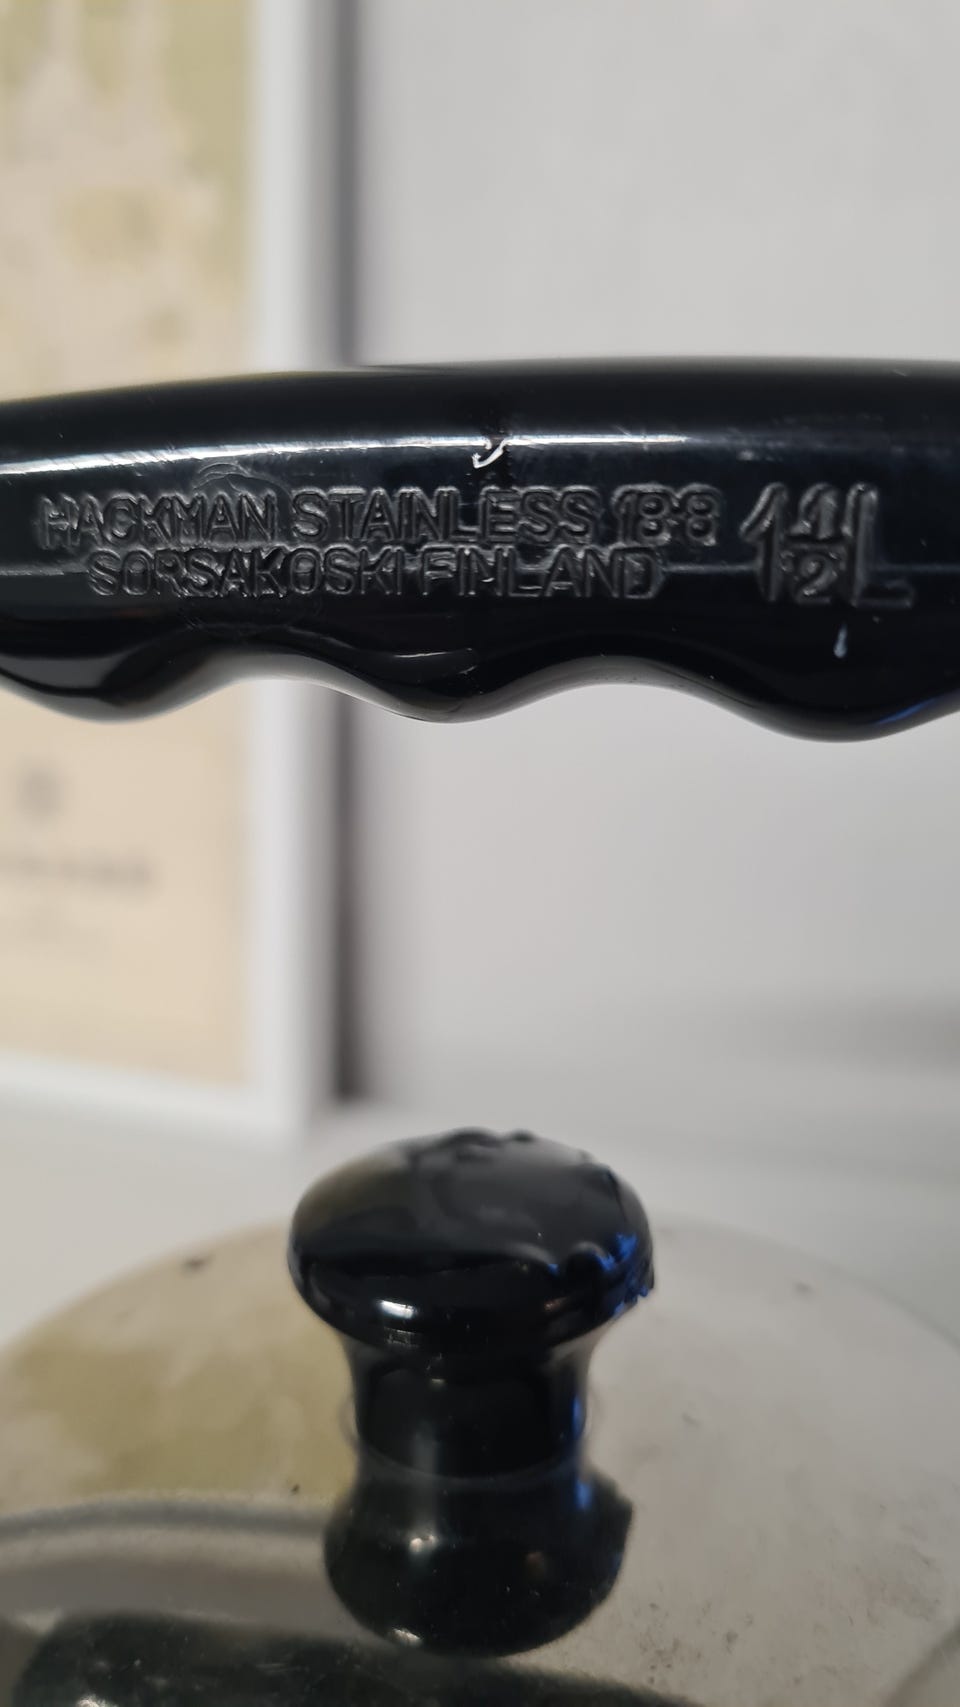 HACKMAN STAINLESS 18-8 1 1/2 L
SORSAKOSKI FINLAND